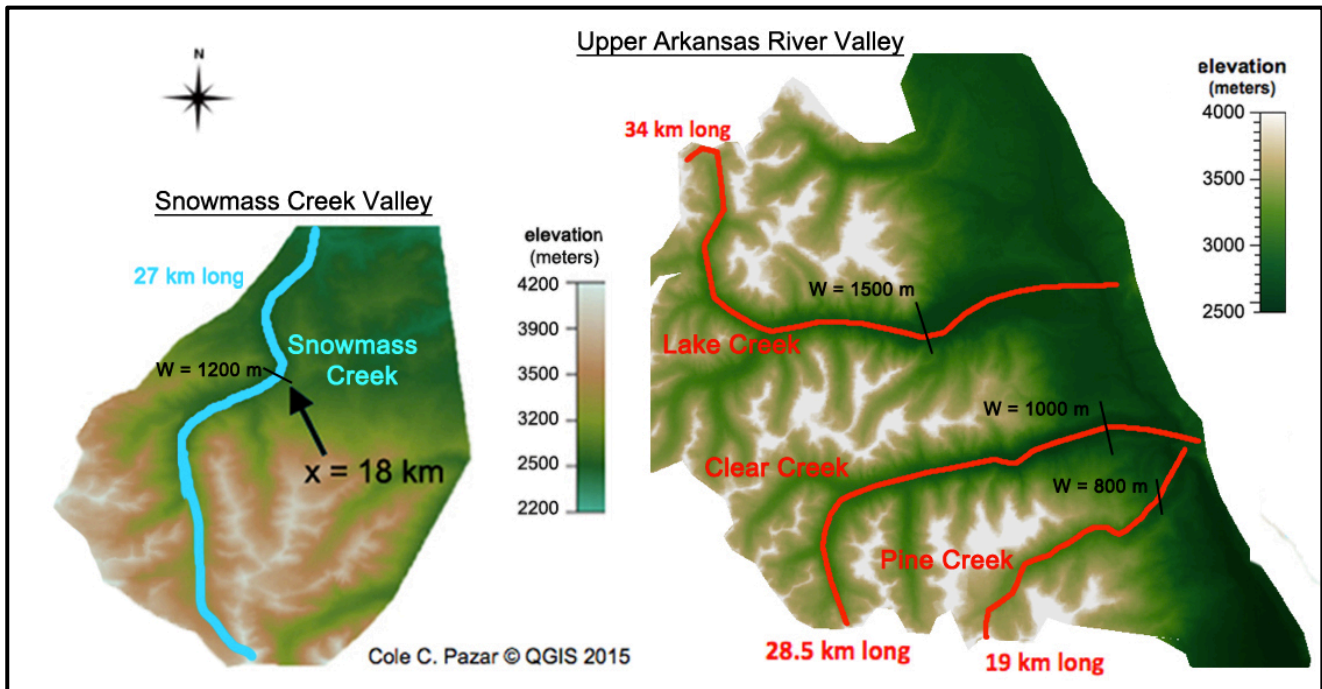 N
Upper Arkansas River Valley
elevation
(meters)
4000
3500
3000
2500
34 km long
Snowmass Creek Valley
elevation
(meters)
4200
3900
3500
3200
2500
2200
27 km long
W = 1500 m
Lake Creek
Snowmass
Creek
W = 1200 m
x = 18 km
W = 1000 m
Clear Creek
W = 800 m
Pine Creek
Cole C. Pazar © QGIS 2015
28.5 km long
19 km long